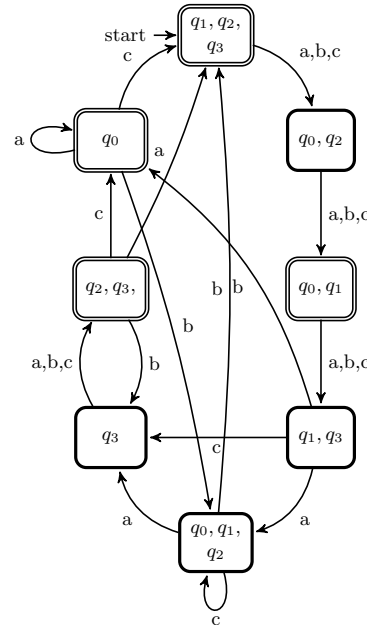 start
q1, q2,
q3
c
a,b,c
a
q0
a
q0, q2
a,b,c
c
q2, q3,
b b
q0, q1
b
a,b,c
b
a,b,c
q3
c
q1, q3
a
a
q0, q1,
q2
c